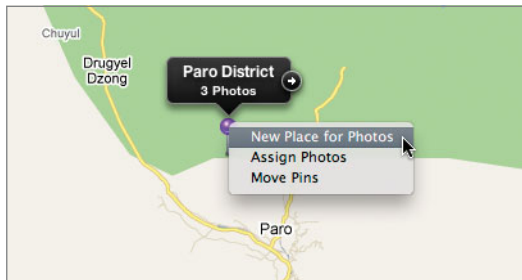 Chuyul
Drugyel
Dzong
Paro District
3 Photos
New Place for Photos
Assign Photos
Move Pins
Paro